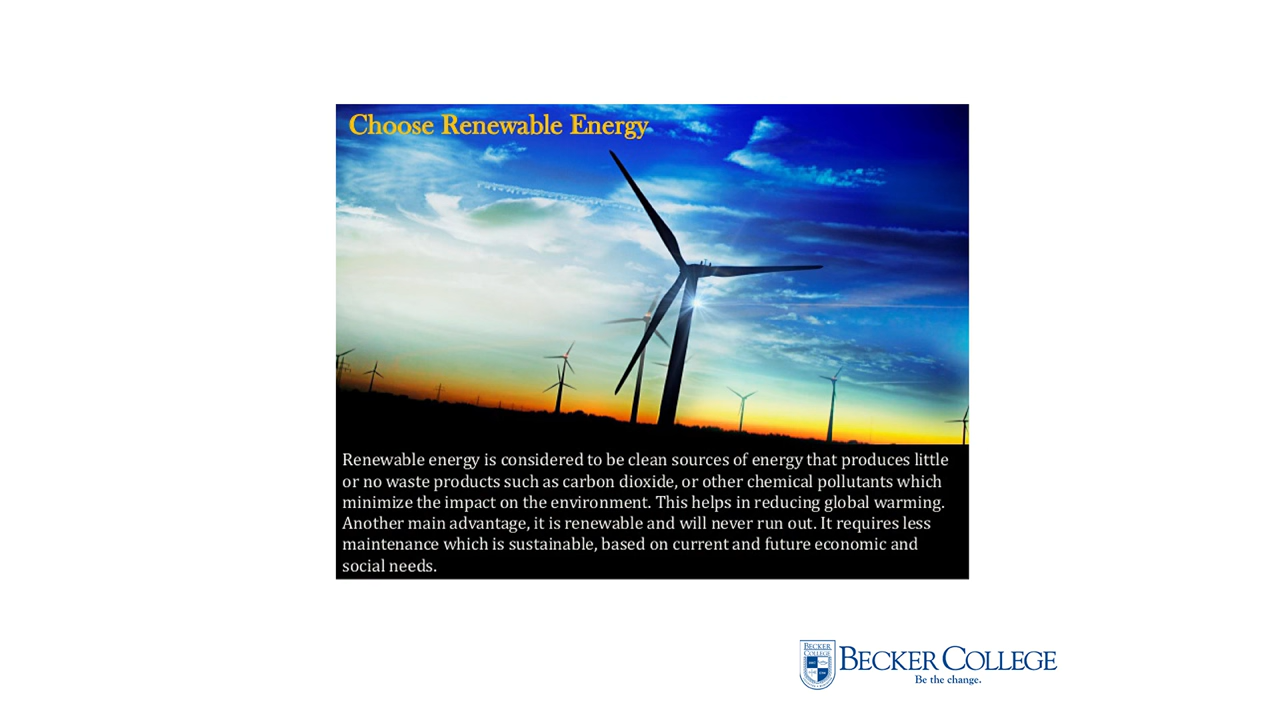 Choose Renewable Energy
Renewable energy is considered to be clean sources of energy that produces little
or no waste products such as carbon dioxide, or other chemical pollutants which
minimize the impact on the environment. This helps in reducing global warming.
Another main advantage, it is renewable and will never run out. It requires less
maintenance which is sustainable, based on current and future economic and
social needs.
BECKER
COLLEGE
BECKER COLLEGE
Be the change.